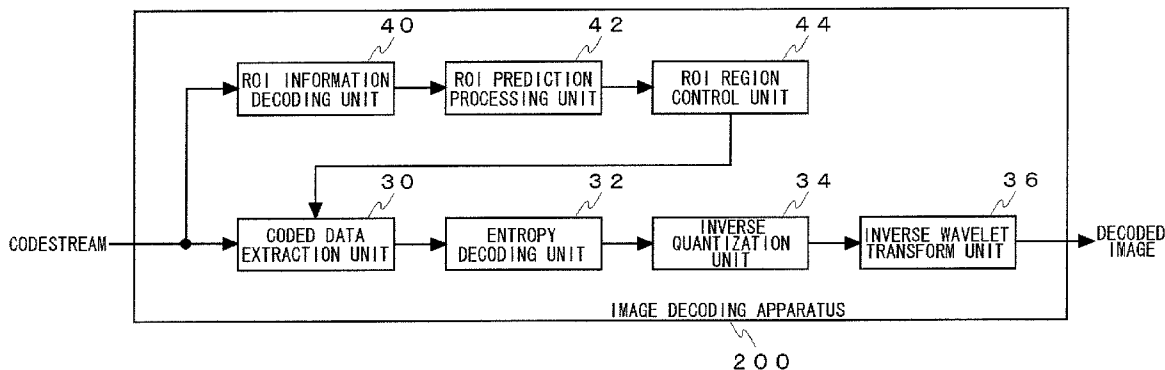 40
42
44
ROI INFORMATION
DECODING UNIT
ROI PREDICTION
PROCESSING UNIT
ROI REGION
CONTROL UNIT
30
32
34
36
CODESTREAM
CODED DATA
EXTRACTION UNIT
ENTROPY
DECODING UNIT
INVERSE
QUANTIZATION
UNIT
INVERSE WAVELET
TRANSFORM UNIT
DECODED
IMAGE
IMAGE DECODING APPARATUS
200